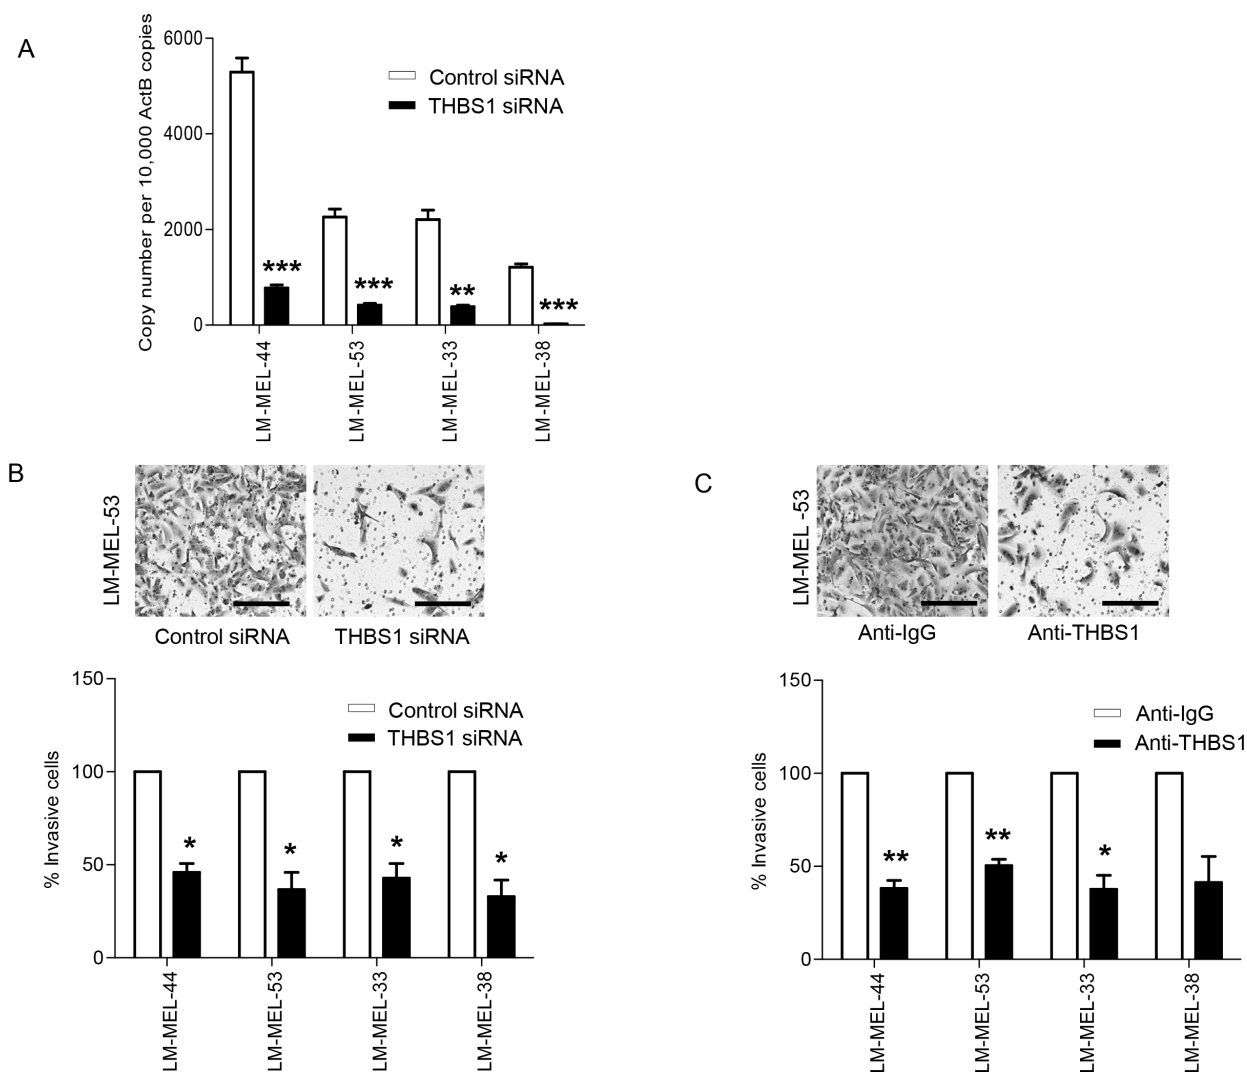 A
Copy number per 10,000 ActB copies
6000
4000
2000
0
Control siRNA
THBS1 siRNA
***
***
**
***
LM-MEL-44
LM-MEL-53
LM-MEL-33
LM-MEL-38
B
LM-MEL-53
Control siRNA
THBS1 siRNA
% Invasive cells
150
100
50
0
Control siRNA
THBS1 siRNA
*
*
*
*
LM-MEL-44
LM-MEL-53
LM-MEL-33
LM-MEL-38
C
LM-MEL -53
Anti-IgG
Anti-THBS1
% Invasive cells
150
100
50
0
Anti-IgG
Anti-THBS1
**
**
*
LM-MEL-44
LM-MEL-53
LM-MEL-33
LM-MEL-38